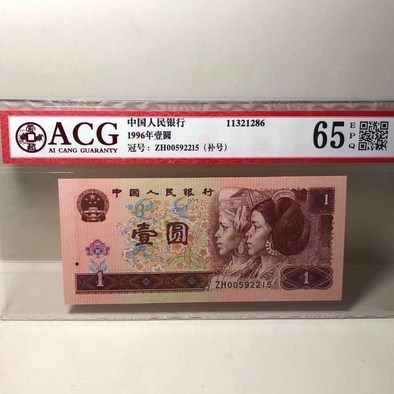 ACG
AI CANG GUARANTY
中国人民银行 11321286
1996年壹圆
冠号：ZH00592215（补号）
65 EPQ
中国人民银行
1
壹圆
1
1
ZH00592215